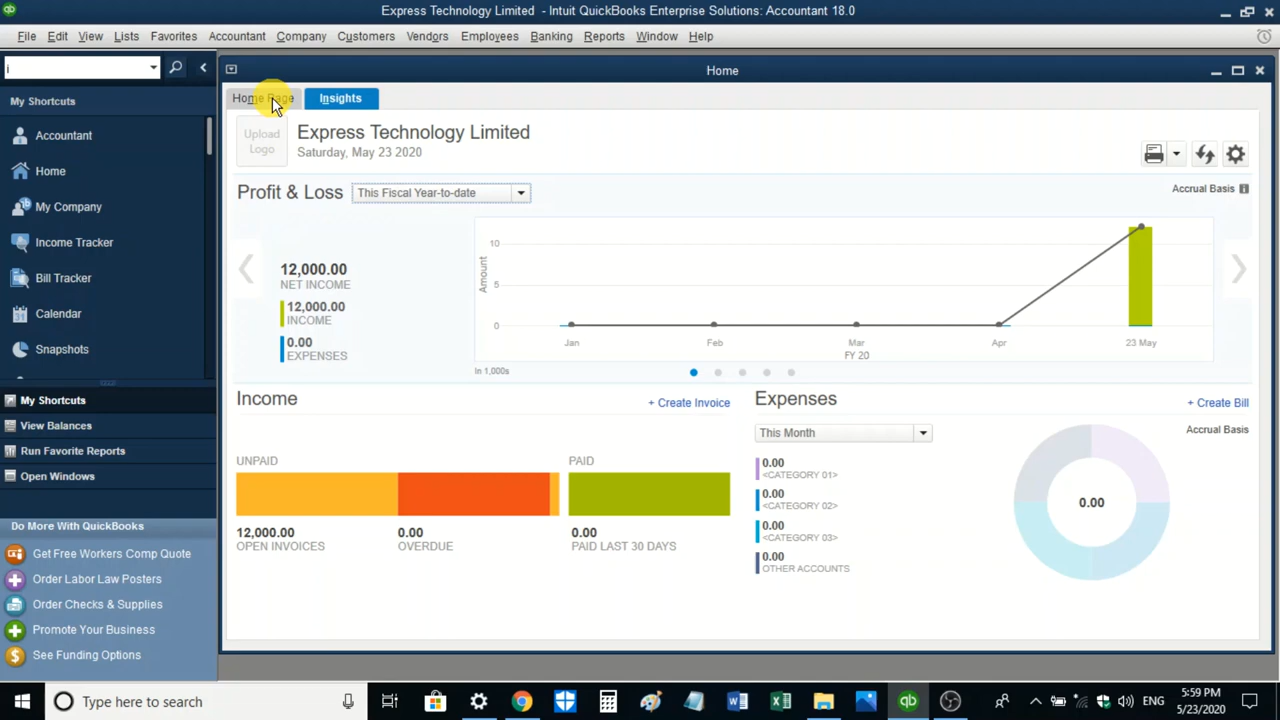 Express Technology Limited - Intuit QuickBooks Enterprise Solutions: Accountant 18.0
File Edit View Lists Favorites Accountant Company Customers Vendors Employees Banking Reports Window Help
Home
My Shortcuts
Accountant
Home
My Company
Income Tracker
Bill Tracker
Calendar
Snapshots
My Shortcuts
View Balances
Run Favorite Reports
Open Windows
Do More With QuickBooks
Get Free Workers Comp Quote
Order Labor Law Posters
Order Checks & Supplies
Promote Your Business
See Funding Options
Home Page Insights
Upload
Logo
Express Technology Limited
Saturday, May 23 2020
Profit & Loss This Fiscal Year-to-date
Accrual Basis
12,000.00
NET INCOME
12,000.00
INCOME
0.00
EXPENSES
Amount
10
5
0
Jan Feb Mar Apr 23 May
FY 20
In 1,000s
Income
+ Create Invoice
UNPAID PAID
12,000.00 0.00 0.00
OPEN INVOICES OVERDUE PAID LAST 30 DAYS
Expenses
+ Create Bill
This Month
Accrual Basis
0.00
<CATEGORY 01>
0.00
<CATEGORY 02>
0.00
<CATEGORY 03>
0.00
OTHER ACCOUNTS
0.00
Type here to search
ENG
5:59 PM
5/23/2020